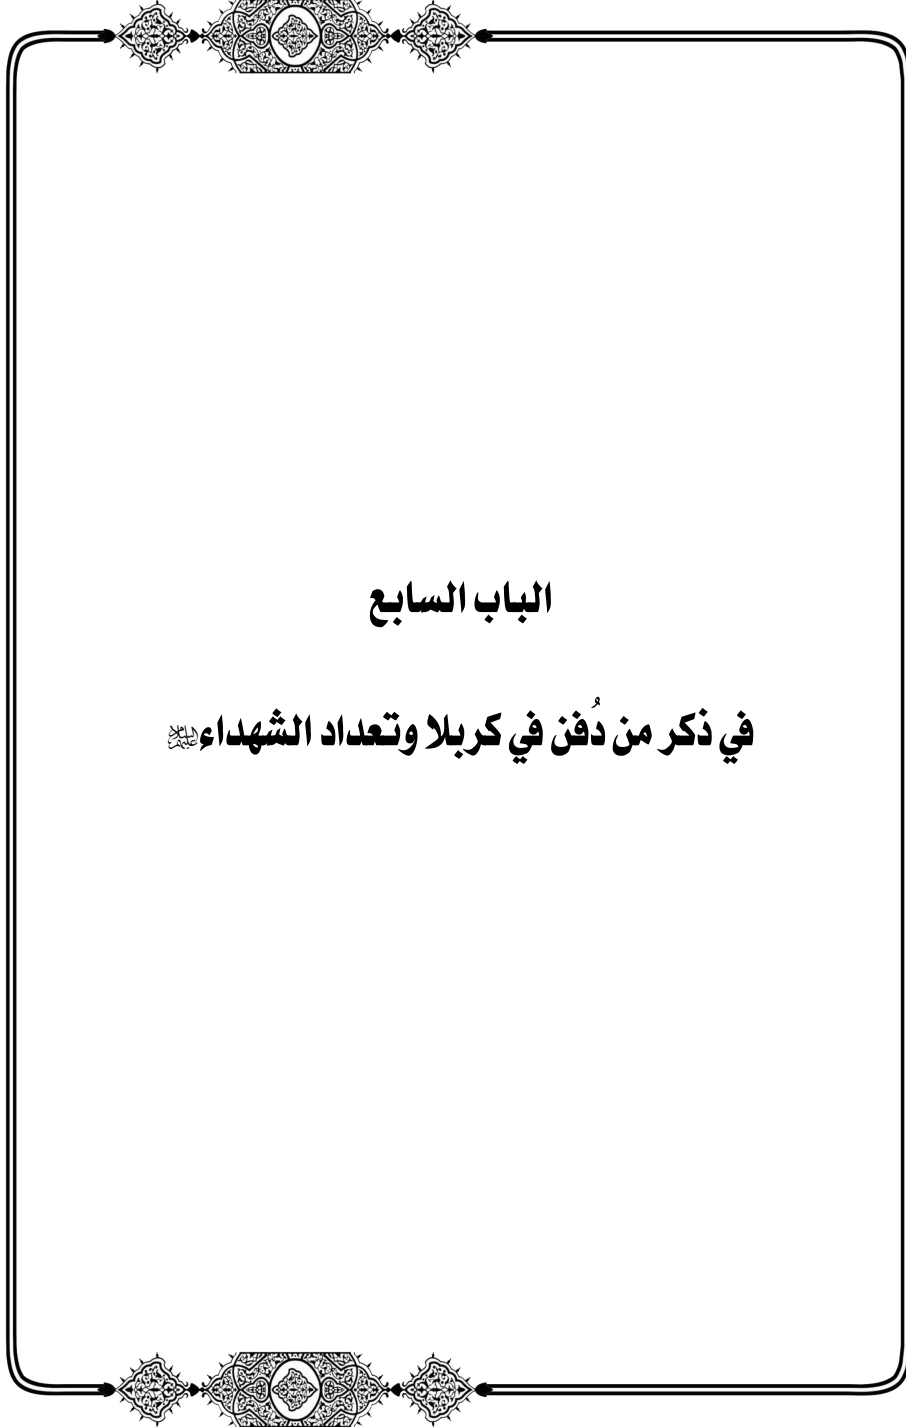 الباب السابع
في ذكر من دُفن في كربلا وتعداد الشهداء عليهم السلام